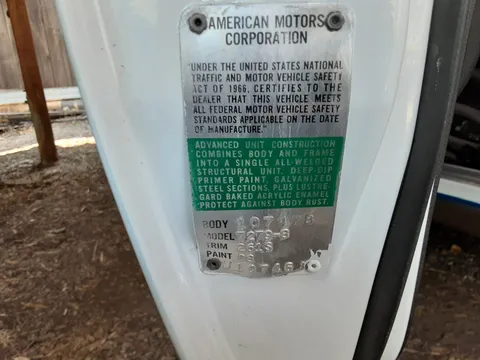 AMERICAN MOTORS
CORPORATION
"UNDER THE UNITED STATES NATIONAL
TRAFFIC AND MOTOR VEHICLE SAFETY
ACT OF 1966, CERTIFIES TO THE
DEALER THAT THIS VEHICLE MEETS
ALL FEDERAL MOTOR VEHICLE SAFETY
STANDARDS APPLICABLE ON THE DATE
OF MANUFACTURE."
ADVANCED UNIT CONSTRUCTION
COMBINES BODY AND FRAME
INTO A SINGLE ALL-WELDED
STRUCTURAL UNIT. DEEP DIP
PRIMER PAINT, GALVANIZED
STEEL SECTIONS, PLUS LUSTRE-
GARD BAKED ACRYLIC ENAMEL
PROTECT AGAINST BODY RUST.
BODY
MODEL
TRIM
PAINT